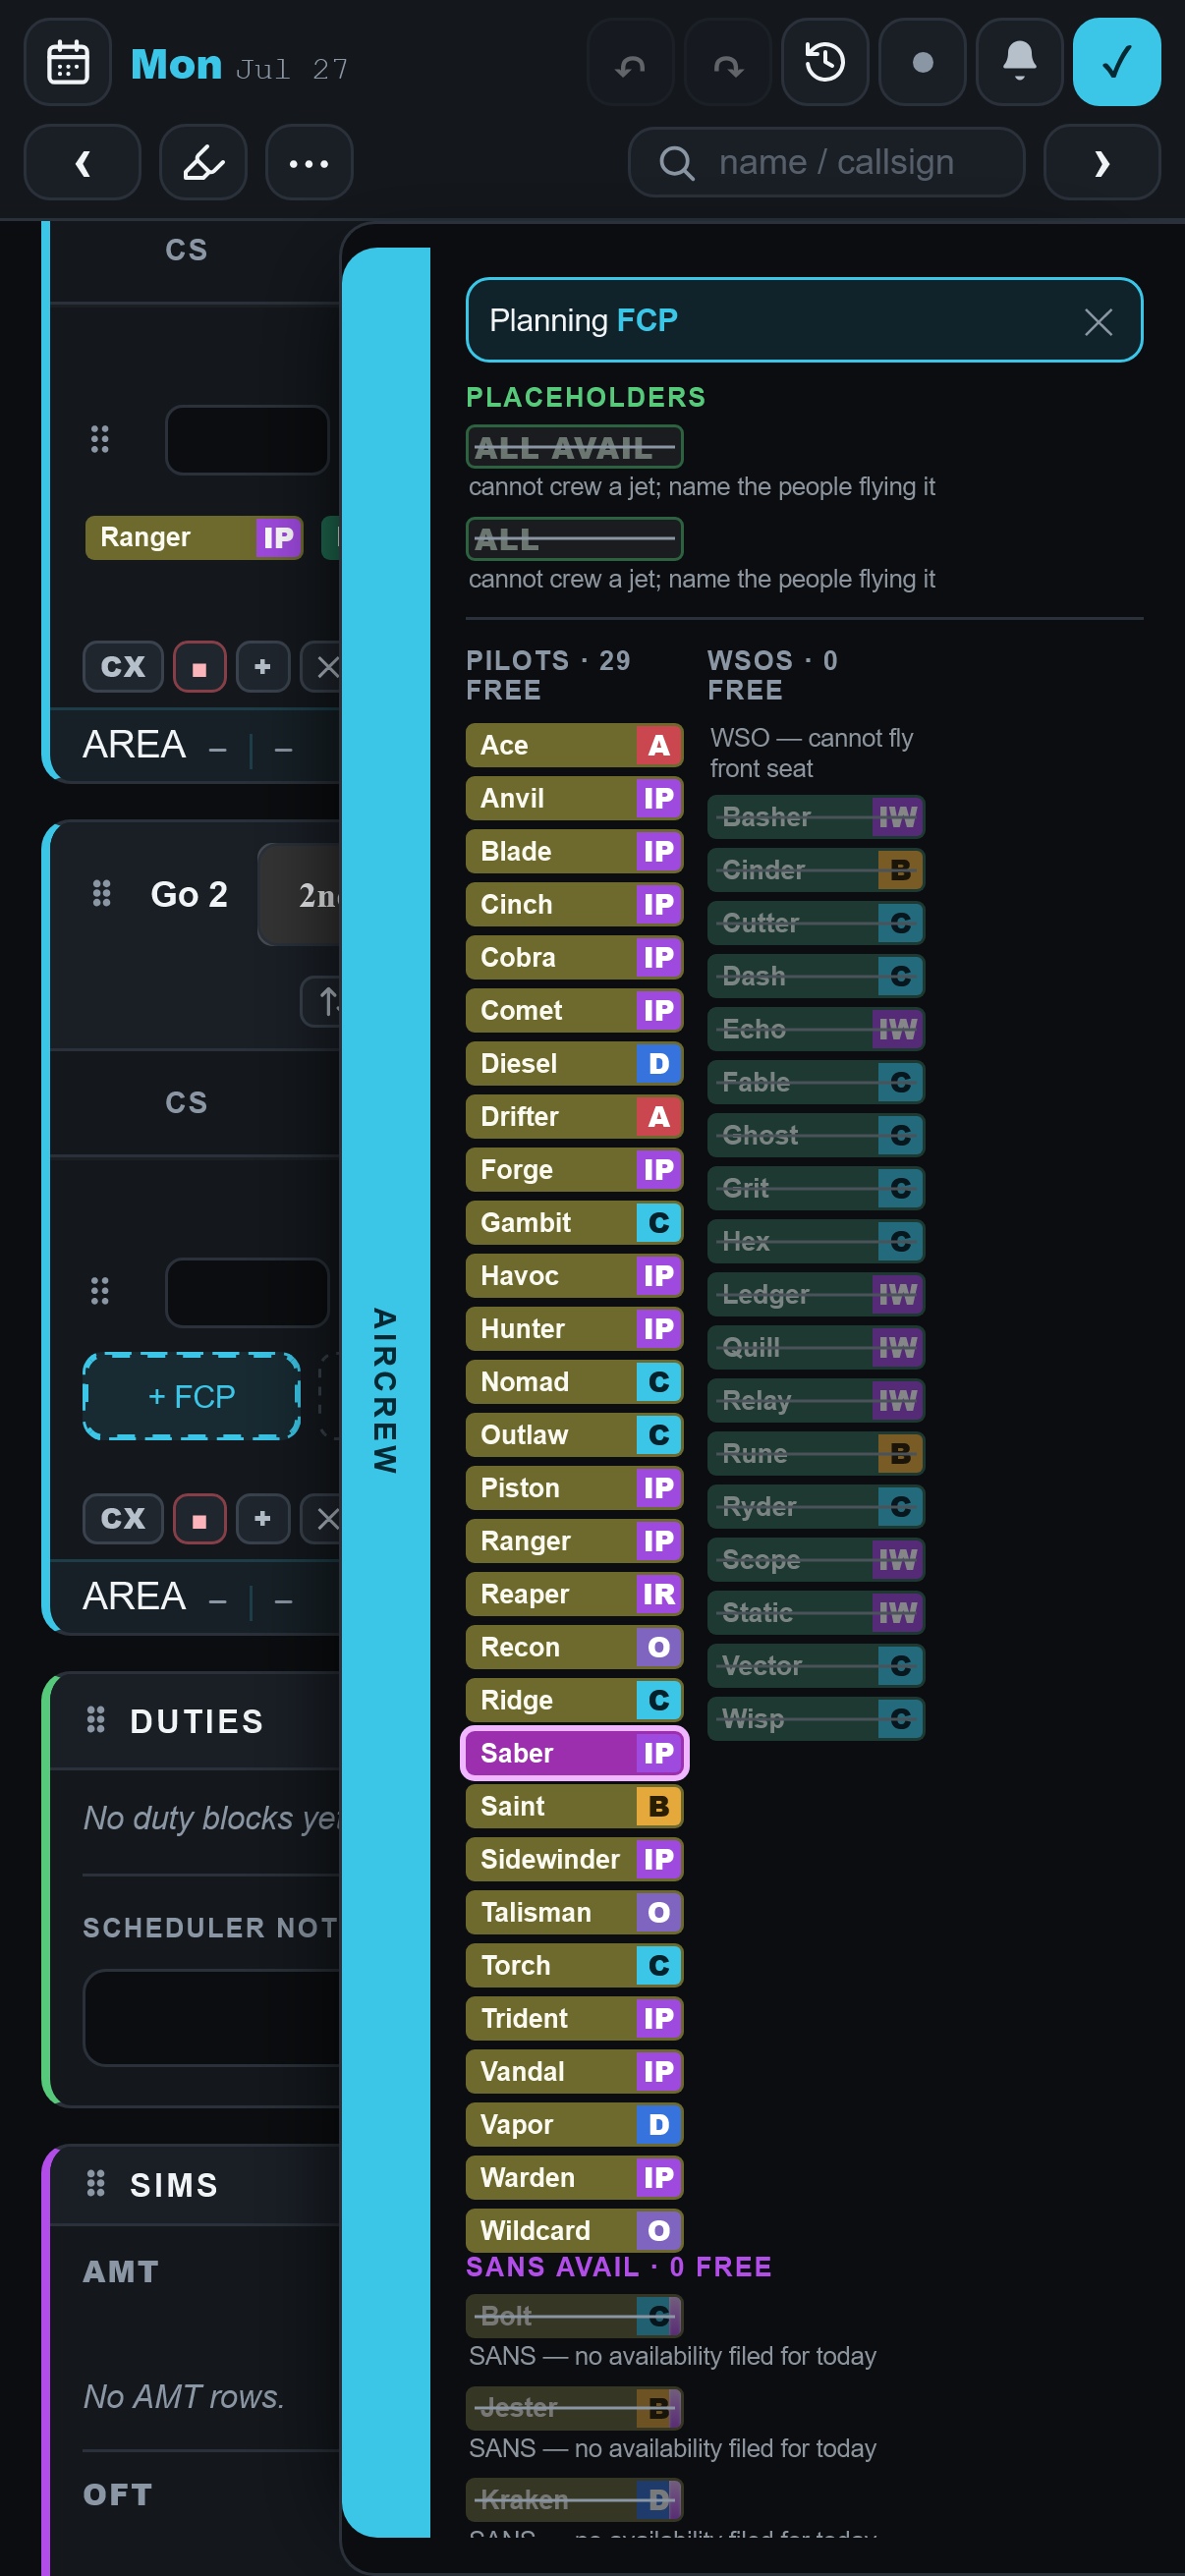 Mon Jul 27
name / callsign
CS
Ranger IP
CX
AREA
Go 2
CS
+ FCP
CX
AREA
DUTIES
No duty blocks yet
SCHEDULER NOT
SIMS
AMT
No AMT rows.
OFT
AIRCREW
Planning FCP
PLACEHOLDERS
ALL AVAIL
cannot crew a jet; name the people flying it
ALL
cannot crew a jet; name the people flying it
PILOTS · 29
FREE
Ace A
Anvil IP
Blade IP
Cinch IP
Cobra IP
Comet IP
Diesel D
Drifter A
Forge IP
Gambit C
Havoc IP
Hunter IP
Nomad C
Outlaw C
Piston IP
Ranger IP
Reaper IR
Recon O
Ridge C
Saber IP
Saint B
Sidewinder IP
Talisman O
Torch C
Trident IP
Vandal IP
Vapor D
Warden IP
Wildcard O
WSOS · 0
FREE
WSO — cannot fly
front seat
Basher IW
Cinder B
Cutter C
Dash C
Echo IW
Fable C
Ghost C
Grit C
Hex C
Ledger IW
Quill IW
Relay IW
Rune B
Ryder C
Scope IW
Static IW
Vector C
Wisp C
SANS AVAIL · 0 FREE
Bolt C
SANS — no availability filed for today
Jester B
SANS — no availability filed for today
Kraken D
SANS — no availability filed for today